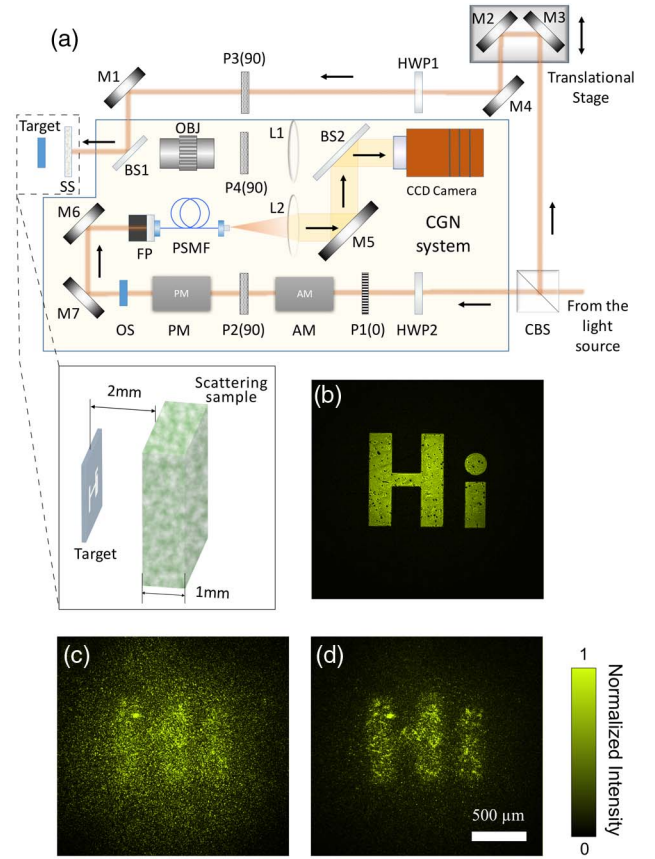 (a)
M2 M3
P3(90) HWP1
M1
Translational
Stage
M4
Target
SS
BS1
OBJ
P4(90)
L1
BS2
CCD Camera
M6
FP
PSMF
L2
M5
CGN
system
M7
OS
PM
PM
P2(90)
AM
AM
P1(0)
HWP2
CBS
From the
light
source
2mm
Scattering
sample
Hi
Target
1mm
(b)
Hi
(c)
(d)
500 µm
1
Normalized Intensity
0